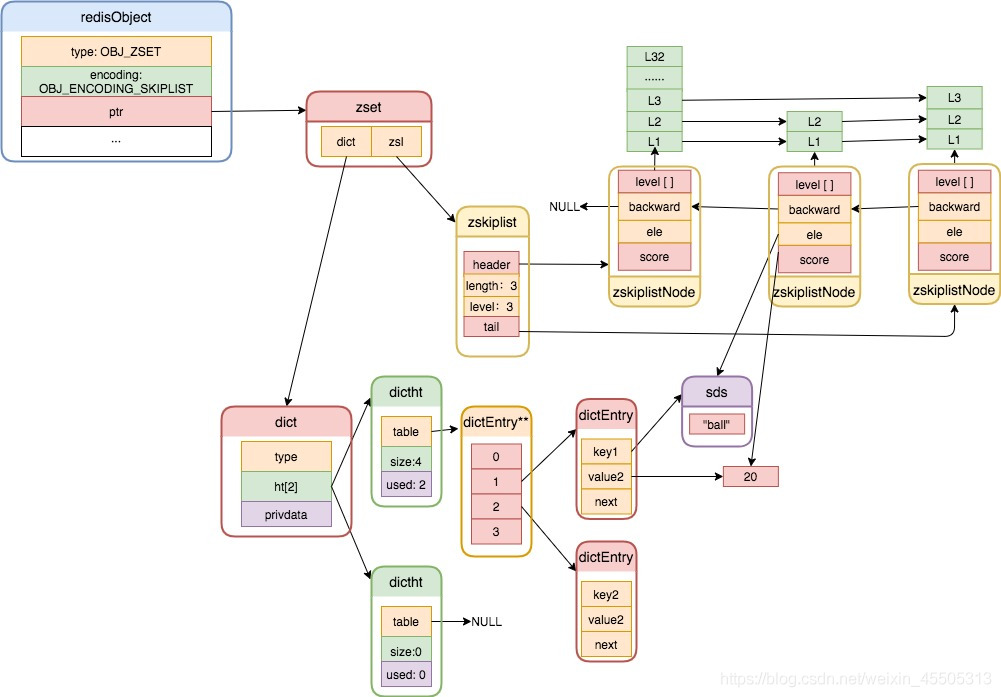 redisObject
type: OBJ_ZSET
encoding:
OBJ_ENCODING_SKIPLIST
ptr
...
zset
dict
zsl
L32
......
L3
L2
L1
L2
L1
L3
L2
L1
level [ ]
backward
ele
score
zskiplistNode
level [ ]
backward
ele
score
zskiplistNode
level [ ]
backward
ele
score
zskiplistNode
NULL
zskiplist
header
length: 3
level: 3
tail
dict
type
ht[2]
privdata
dictht
table
size:4
used: 2
dictEntry**
0
1
2
3
dictEntry
key1
value2
next
sds
"ball"
20
dictEntry
key2
value2
next
dictht
table
size:0
used: 0
NULL
https://blog.csdn.net/weixin_45505313